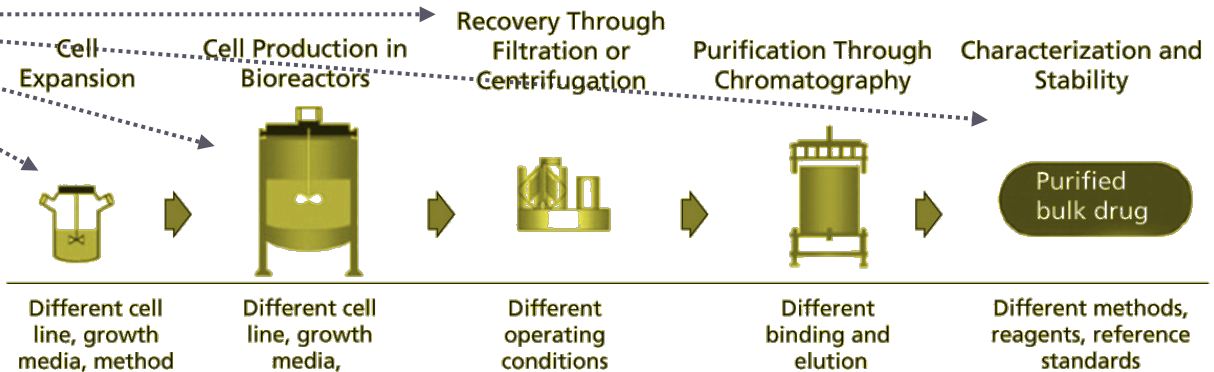 Cell
Expansion
Cell Production in
Bioreactors
Recovery Through
Filtration or
Centrifugation
Purification Through
Chromatography
Characterization and
Stability
Purified
bulk drug
Different cell
line, growth
media, method
Different cell
line, growth
media,
Different
operating
conditions
Different
binding and
elution
Different methods,
reagents, reference
standards